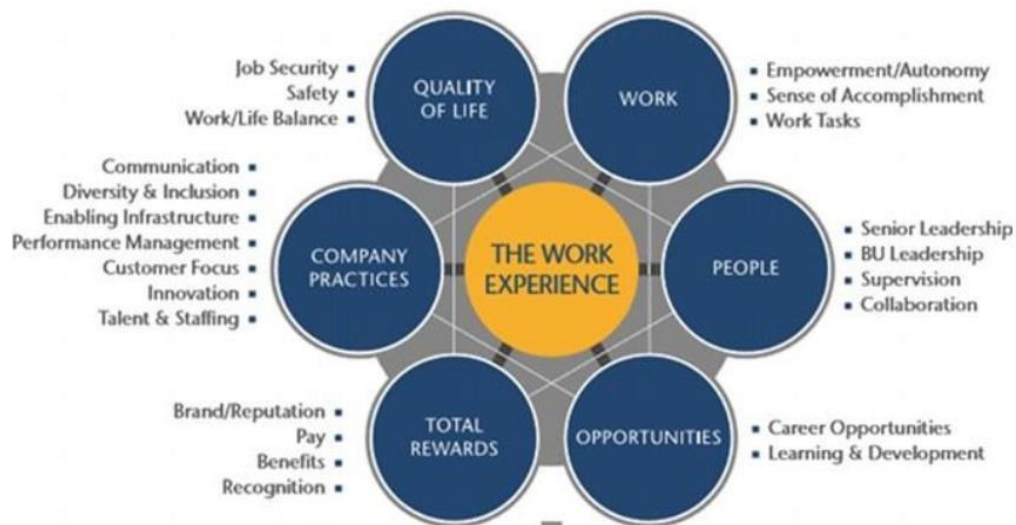 QUALITY
OF LIFE
Job Security
Safety
Work/Life Balance
WORK
Empowerment/Autonomy
Sense of Accomplishment
Work Tasks
COMPANY
PRACTICES
Communication
Diversity & Inclusion
Enabling Infrastructure
Performance Management
Customer Focus
Innovation
Talent & Staffing
THE WORK
EXPERIENCE
PEOPLE
Senior Leadership
BU Leadership
Supervision
Collaboration
TOTAL
REWARDS
Brand/Reputation
Pay
Benefits
Recognition
OPPORTUNITIES
Career Opportunities
Learning & Development